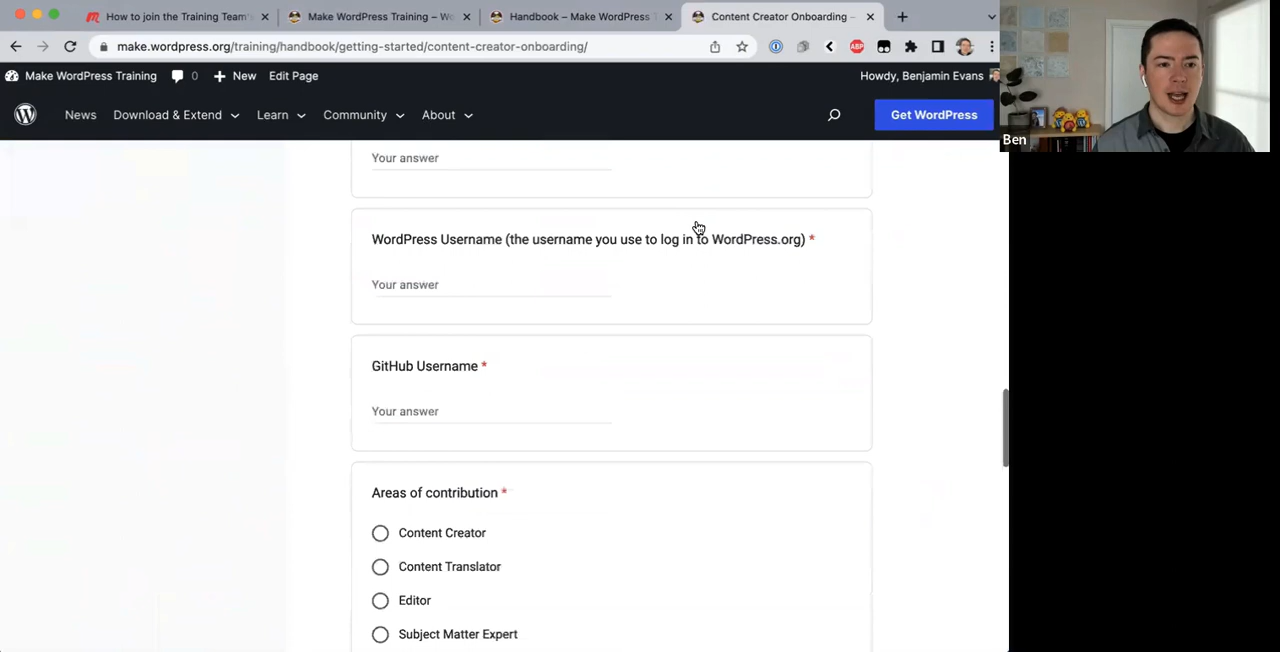 How to join the Training Team'
Make WordPress Training – W
Handbook – Make WordPress T
Content Creator Onboarding –
make.wordpress.org/training/handbook/getting-started/content-creator-onboarding/
ABP
Make WordPress Training
0
New
Edit Page
Howdy, Benjamin Evans
News
Download & Extend
Learn
Community
About
Get WordPress
Ben
Your answer
WordPress Username (the username you use to log in to WordPress.org) *
Your answer
GitHub Username *
Your answer
Areas of contribution *
Content Creator
Content Translator
Editor
Subject Matter Expert